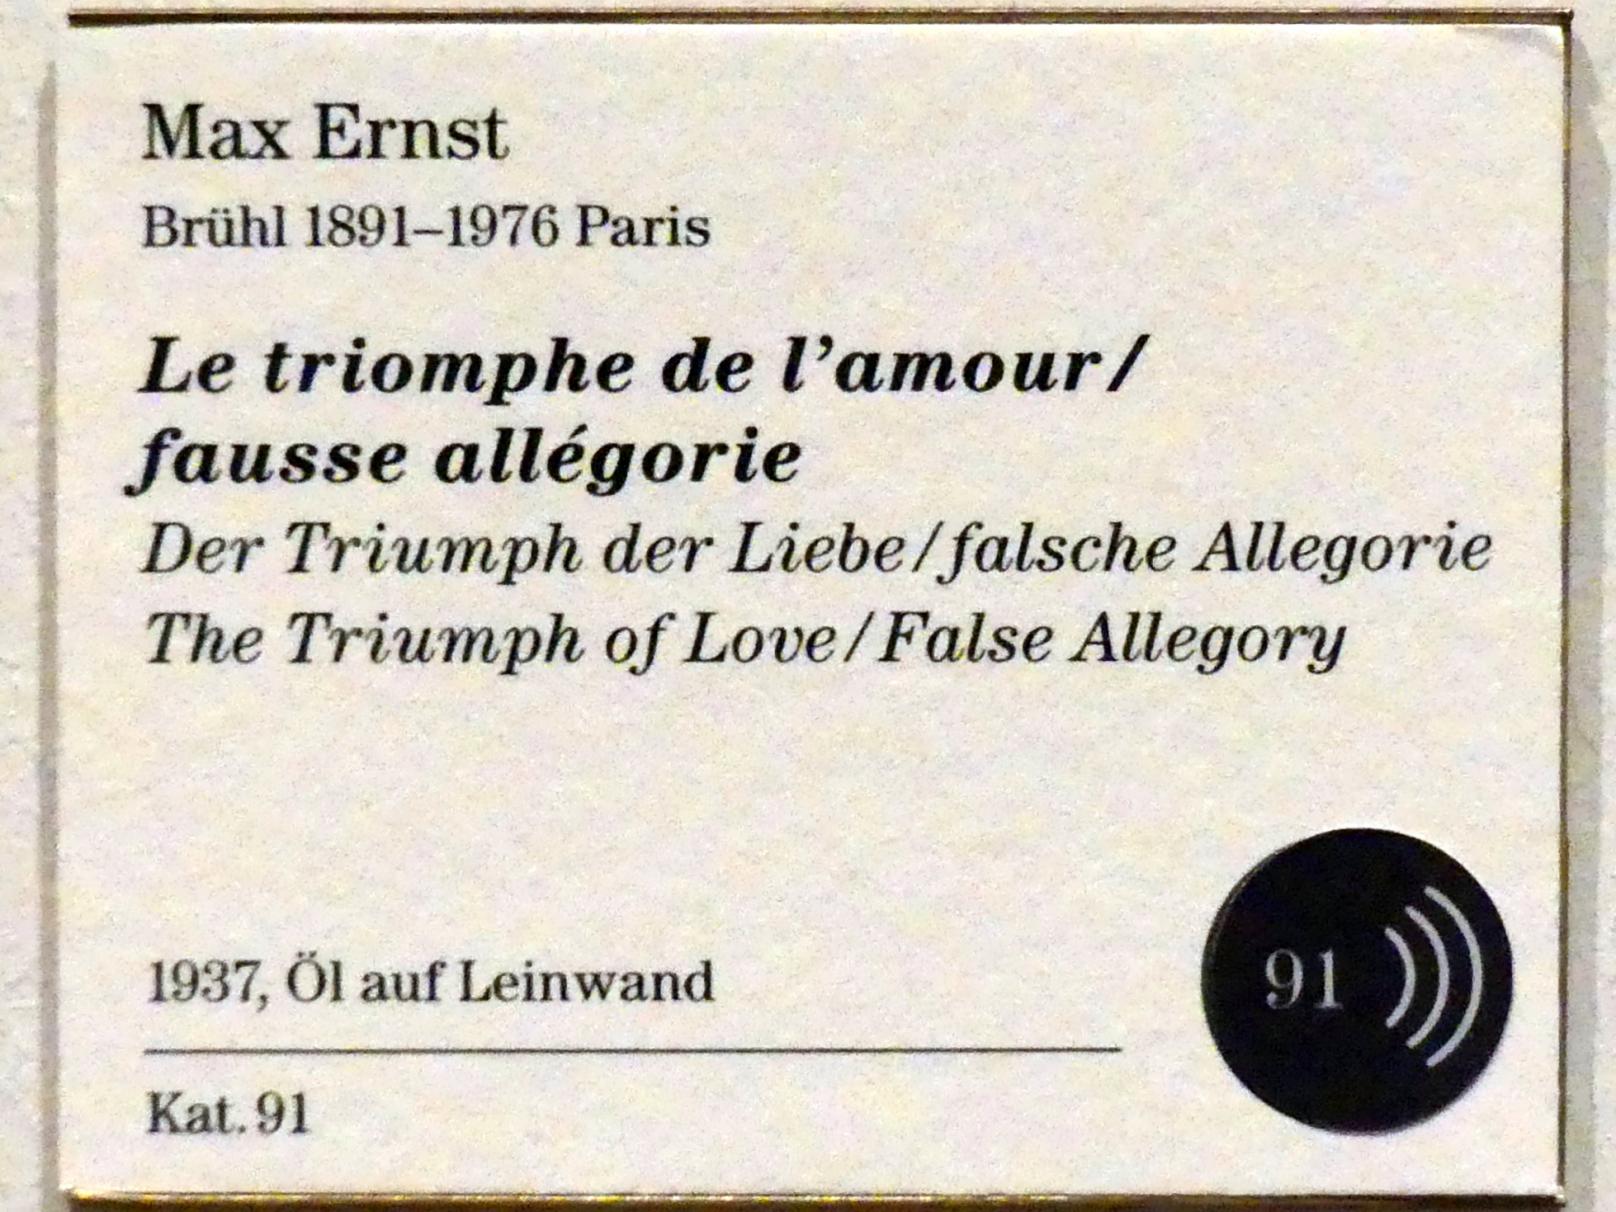 Max Ernst
Brühl 1891–1976 Paris
Le triomphe de l’amour/
fausse allégorie
Der Triumph der Liebe/falsche Allegorie
The Triumph of Love/False Allegory
1937, Öl auf Leinwand
91
Kat. 91